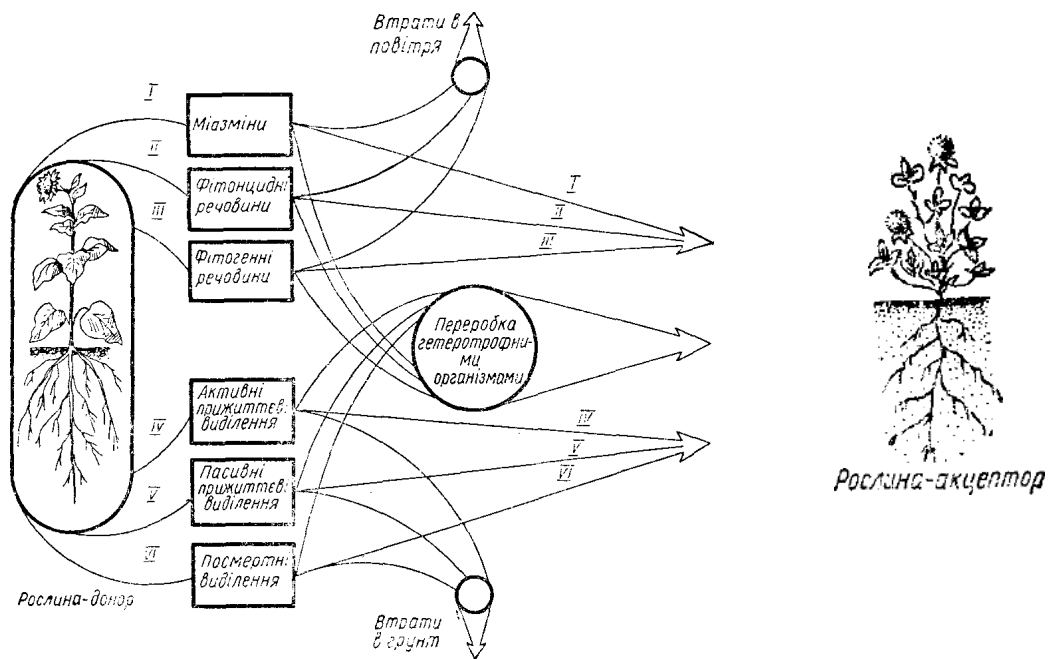 Втрати в
повітря
I
Міазміни
II
Фітонцидні
речовини
III
Фітогенні
речовини
I
II
III
Переробка
гетеротрофни-
ми
організмами
IV
Активні
прижиттєві
виділення
V
Пасивні
прижиттєві
виділення
VI
Посмертні
виділення
IV
V
VI
Рослина-донор
Втрати
в грунт
Рослина-акцептор